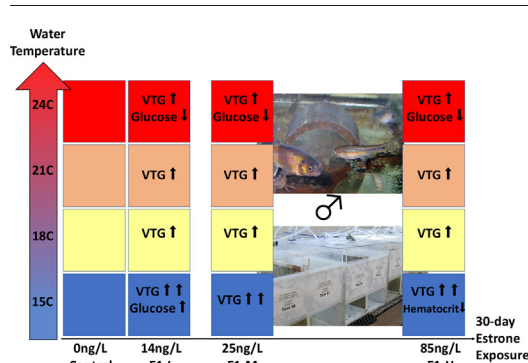 Water
Temperature
24C
VTG ↑
Glucose ↓
VTG ↑
Glucose ↓
VTG ↑
Glucose ↓
21C
VTG ↑
VTG ↑
VTG ↑
18C
VTG ↑
VTG ↑
VTG ↑
15C
VTG ↑ ↑
Glucose ↑
VTG ↑ ↑
VTG ↑ ↑
Hematocrit ↓
♂
0ng/L
14ng/L
25ng/L
85ng/L
30-day
Estrone
Exposure